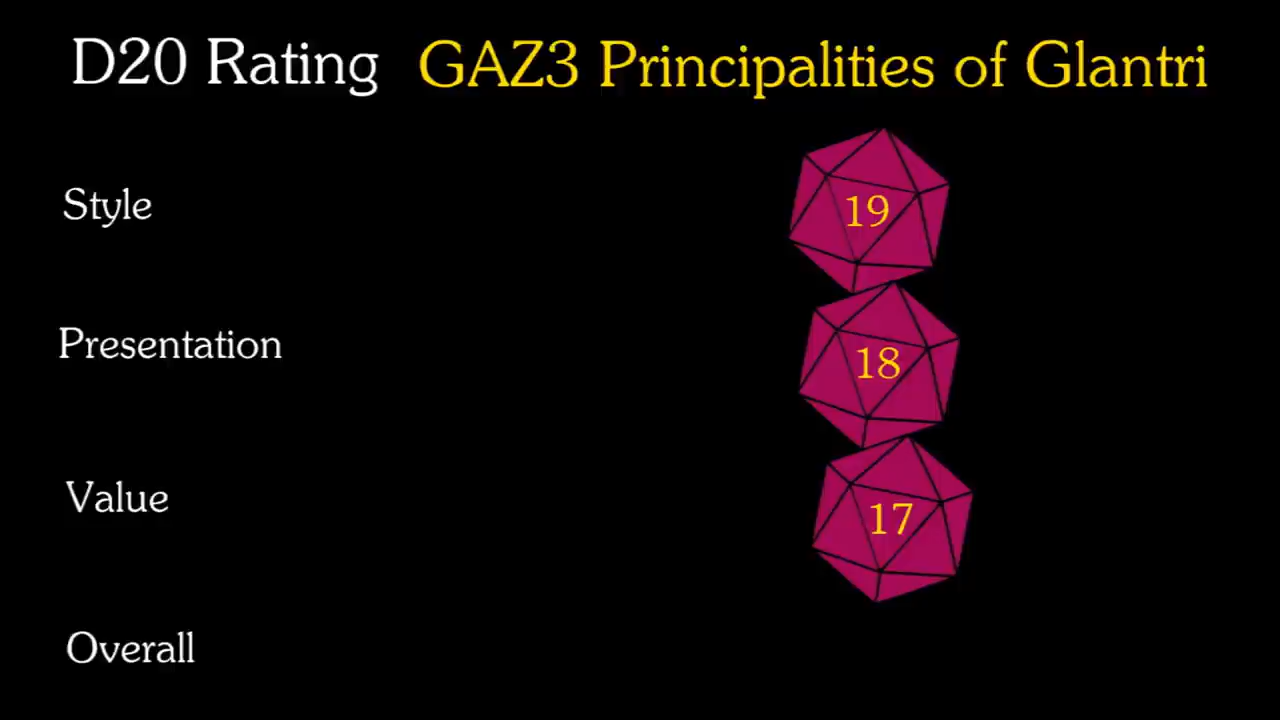 D20 Rating GAZ3 Principalities of Glantri
Style 19
Presentation 18
Value 17
Overall